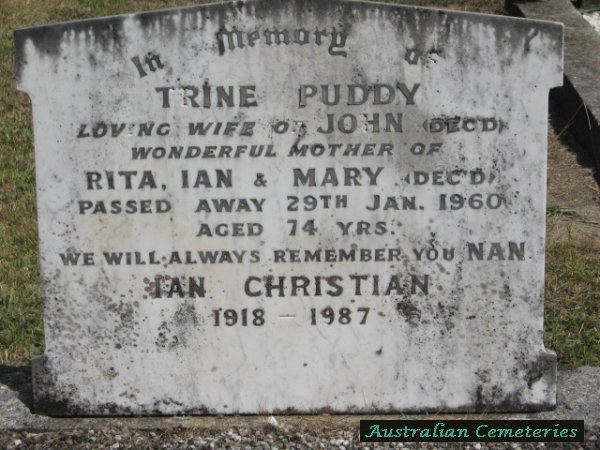 In Memory of
TRINE PUDDY
LOVING WIFE OF JOHN (DEC'D)
WONDERFUL MOTHER OF
RITA, IAN & MARY (DEC'D)
PASSED AWAY 29TH JAN. 1960
AGED 74 YRS.
WE WILL ALWAYS REMEMBER YOU NAN.
IAN CHRISTIAN
1918 – 1987
Australian Cemeteries